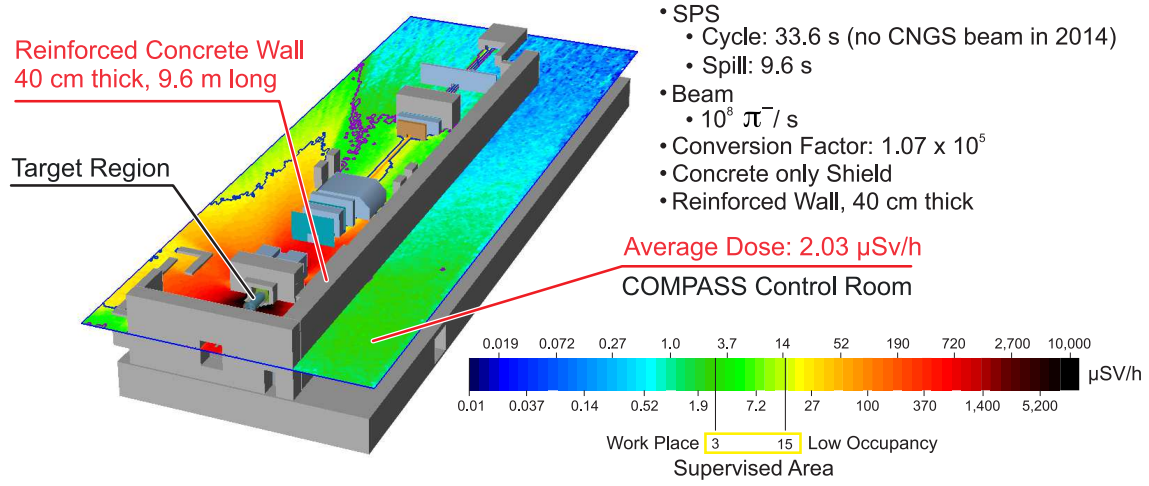 Reinforced Concrete Wall
40 cm thick, 9.6 m long
Target Region
• SPS
• Cycle: 33.6 s (no CNGS beam in 2014)
• Spill: 9.6 s
• Beam
• 10⁸ π⁻/ s
• Conversion Factor: 1.07 x 10⁵
• Concrete only Shield
• Reinforced Wall, 40 cm thick
Average Dose: 2.03 µSv/h
COMPASS Control Room
0.019 0.072 0.27 1.0 3.7 14 52 190 720 2,700 10,000
µSV/h
0.01 0.037 0.14 0.52 1.9 7.2 27 100 370 1,400 5,200
Work Place 3 15 Low Occupancy
Supervised Area